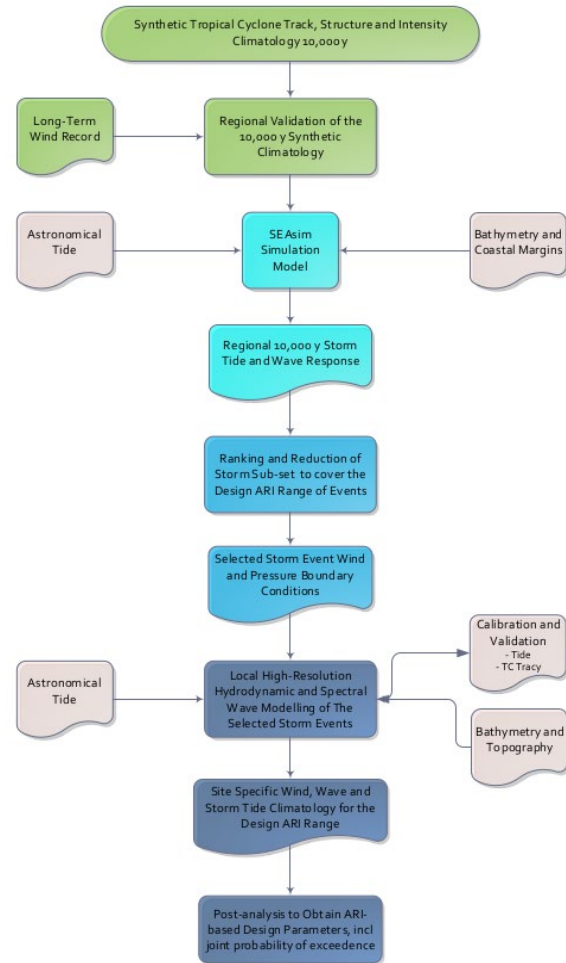 Synthetic Tropical Cyclone Track, Structure and Intensity
Climatology 10,000 y
Long-Term
Wind Record
Regional Validation of the
10,000 y Synthetic
Climatology
Astronomical
Tide
SEAsim
Simulation
Model
Bathymetry and
Coastal Margins
Regional 10,000 y Storm
Tide and Wave Response
Ranking and Reduction of
Storm Sub-set to cover the
Design ARI Range of Events
Selected Storm Event Wind
and Pressure Boundary
Conditions
Calibration and
Validation
- Tide
- TC Tracy
Astronomical
Tide
Local High-Resolution
Hydrodynamic and Spectral
Wave Modelling of The
Selected Storm Events
Bathymetry and
Topography
Site Specific Wind, Wave and
Storm Tide Climatology for the
Design ARI Range
Post-analysis to Obtain ARI-
based Design Parameters, incl
joint probability of exceedence